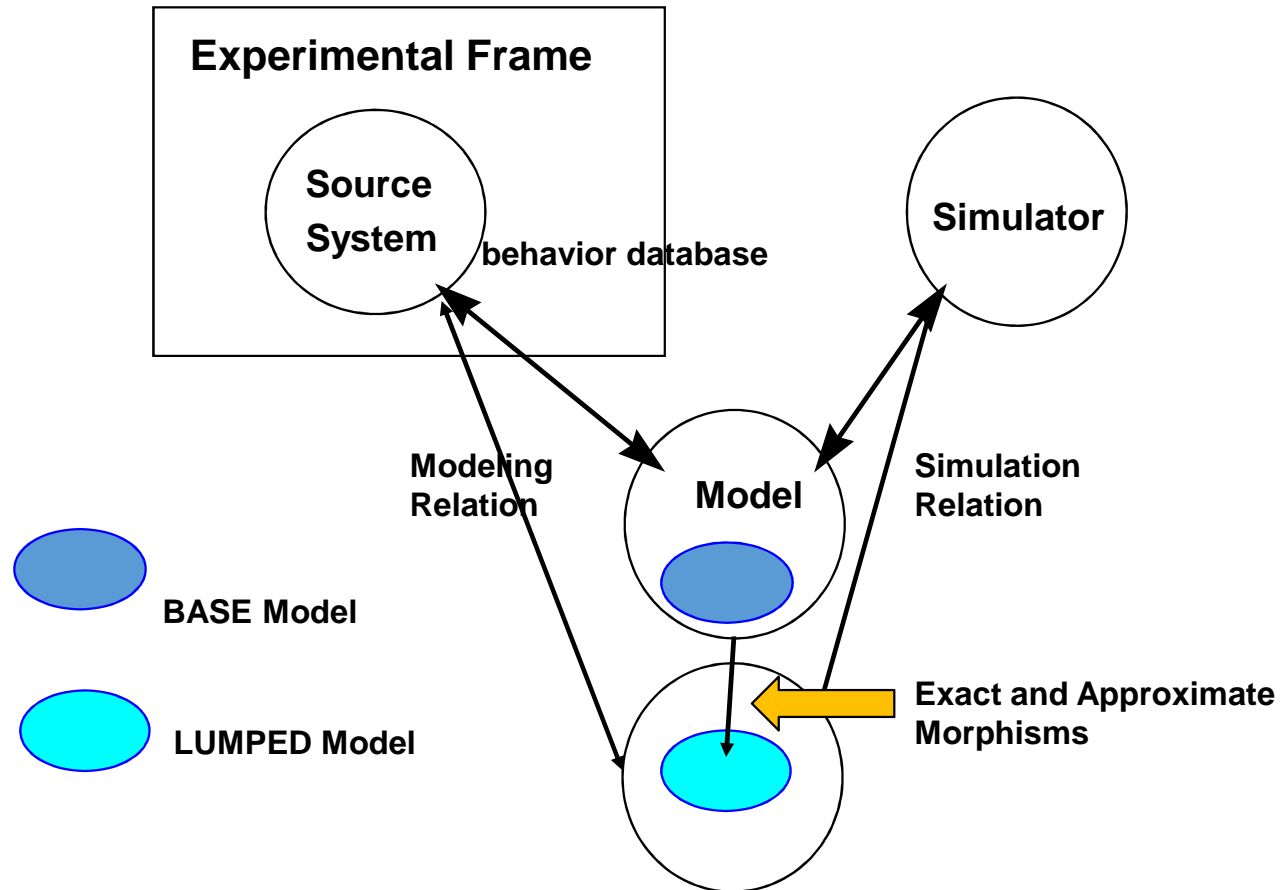 Experimental Frame
Source
System
Simulator
behavior database
Modeling
Relation
Model
Simulation
Relation
BASE Model
LUMPED Model
Exact and Approximate
Morphisms